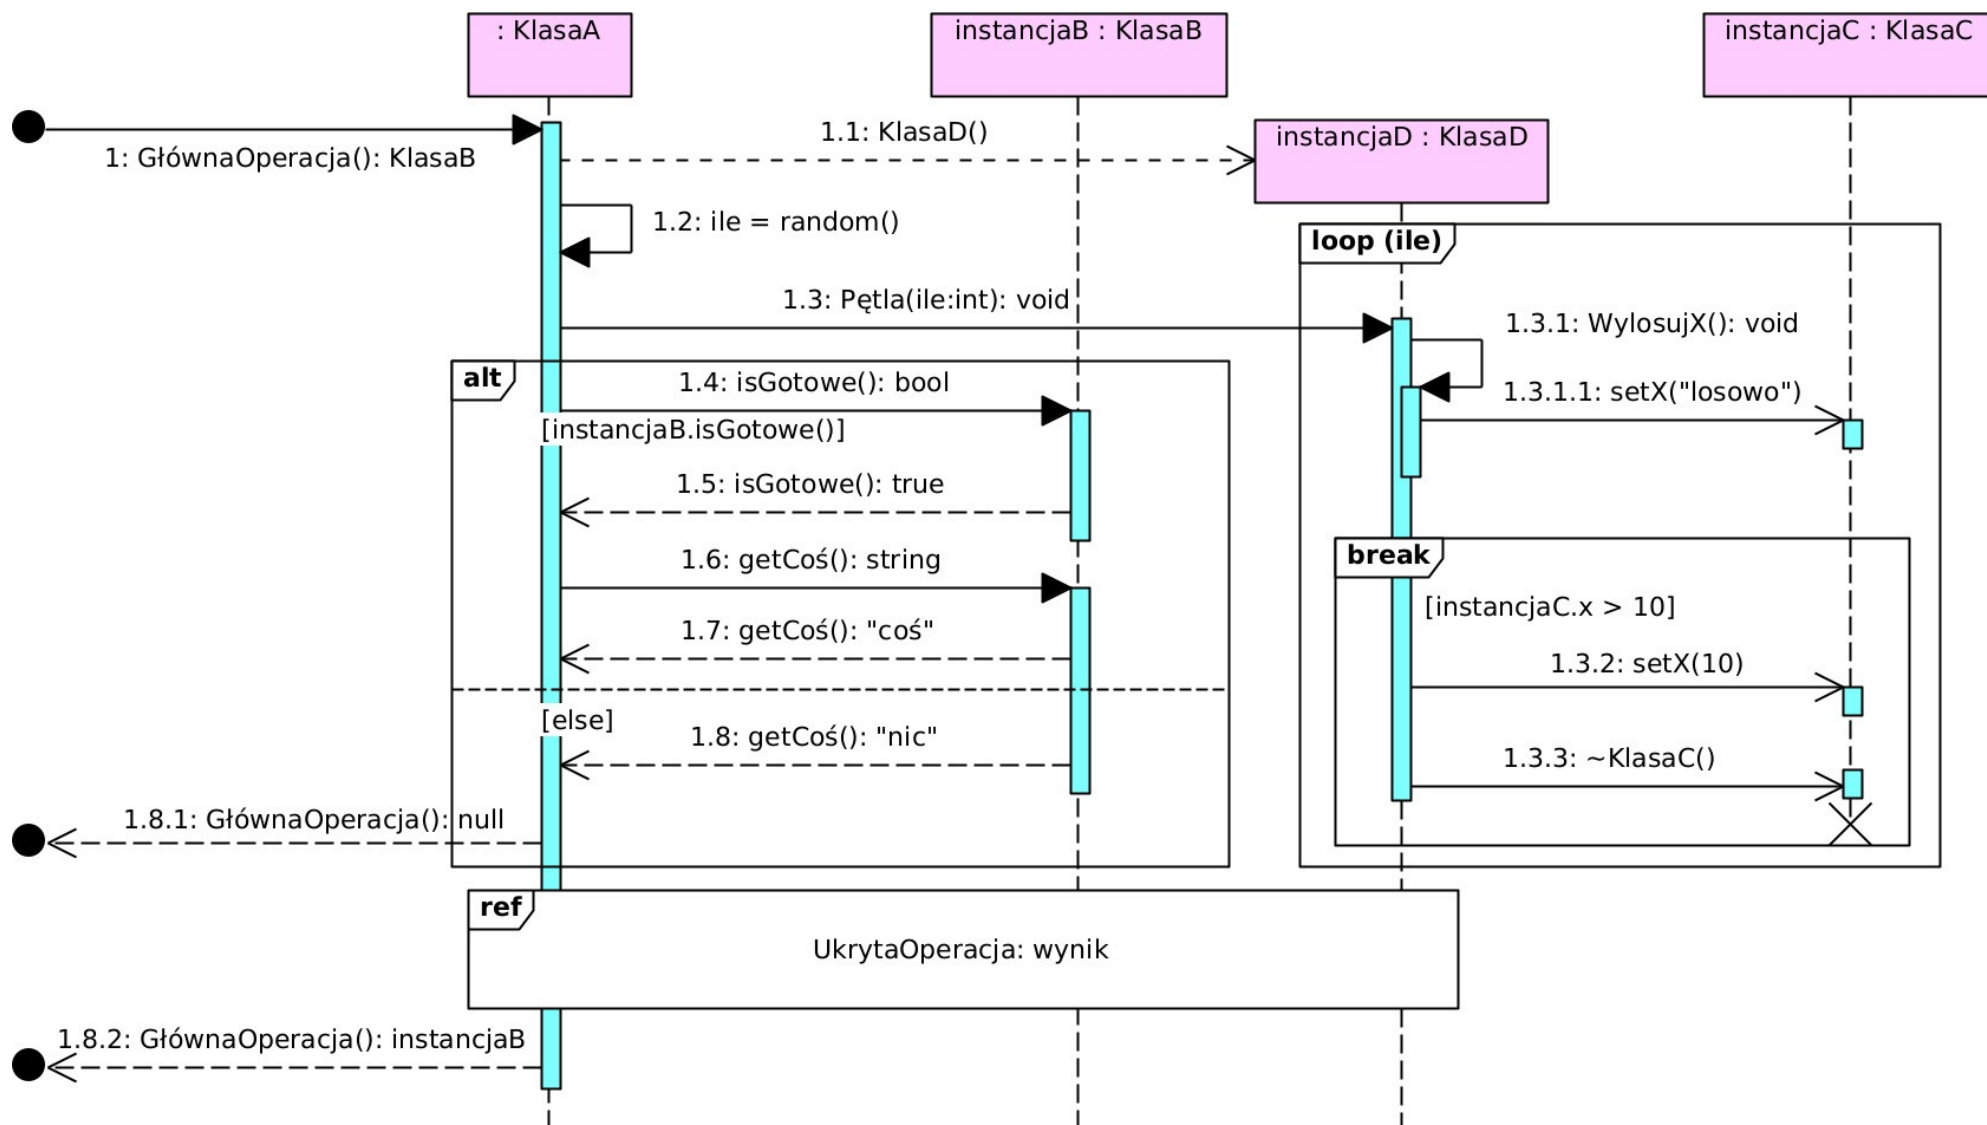 : KlasaA
instancjaB : KlasaB
instancjaC : KlasaC
1: GłównaOperacja(): KlasaB
1.1: KlasaD()
instancjaD : KlasaD
1.2: ile = random()
loop (ile)
1.3: Pętla(ile:int): void
1.3.1: WylosujX(): void
alt
1.4: isGotowe(): bool
1.3.1.1: setX("losowo")
[instancjaB.isGotowe()]
1.5: isGotowe(): true
1.6: getCoś(): string
break
[instancjaC.x > 10]
1.7: getCoś(): "coś"
1.3.2: setX(10)
[else]
1.8: getCoś(): "nic"
1.3.3: ~KlasaC()
1.8.1: GłównaOperacja(): null
ref
UkrytaOperacja: wynik
1.8.2: GłównaOperacja(): instancjaB